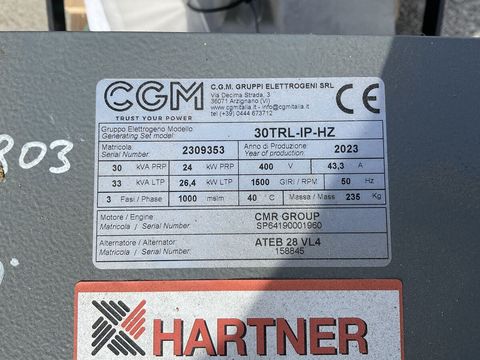 CGM
TRUST YOUR POWER
C.G.M. GRUPPI ELETTROGENI SRL
Via Decima Strada, 3
36071 Arzignano (VI)
www.cgmitalia.it • info@cgmitalia.it
tel (+39) 0444 673712
CE
Gruppo Elettrogeno Modello
Generating Set model:
30TRL-IP-HZ
Matricola:
Serial Number:
2309353
Anno di Produzione
Year of production:
2023
30 kVA PRP 24 kW PRP 400 V 43,3 A
33 kVA LTP 26,4 kW LTP 1500 GIRI / RPM 50 Hz
3 Fasi / Phase 1000 mslm 40 °C Massa / Mass 235 Kg
Motore / Engine
Matricola / Serial Number:
CMR GROUP
SP64190001960
Alternatore / Alternator:
Matricola / Serial Number:
ATEB 28 VL4
158845
HARTNER